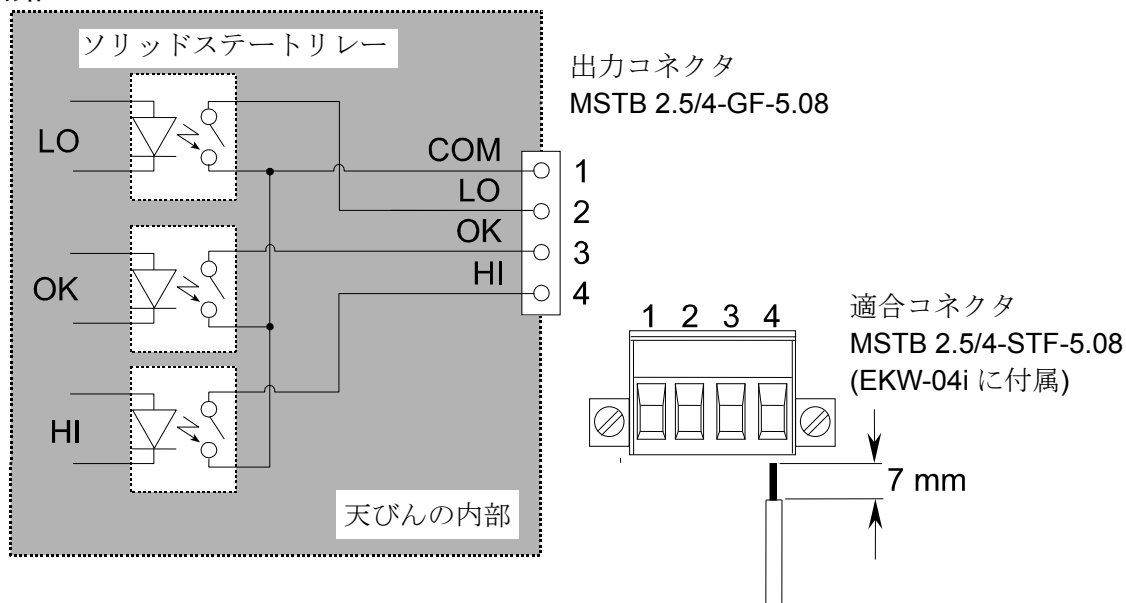 ソリッドステートリレー
LO
OK
HI
COM
LO
OK
HI
1
2
3
4
出力コネクタ
MSTB 2.5/4-GF-5.08
天びんの内部
1 2 3 4
適合コネクタ
MSTB 2.5/4-STF-5.08
(EKW-04i に付属)
7 mm